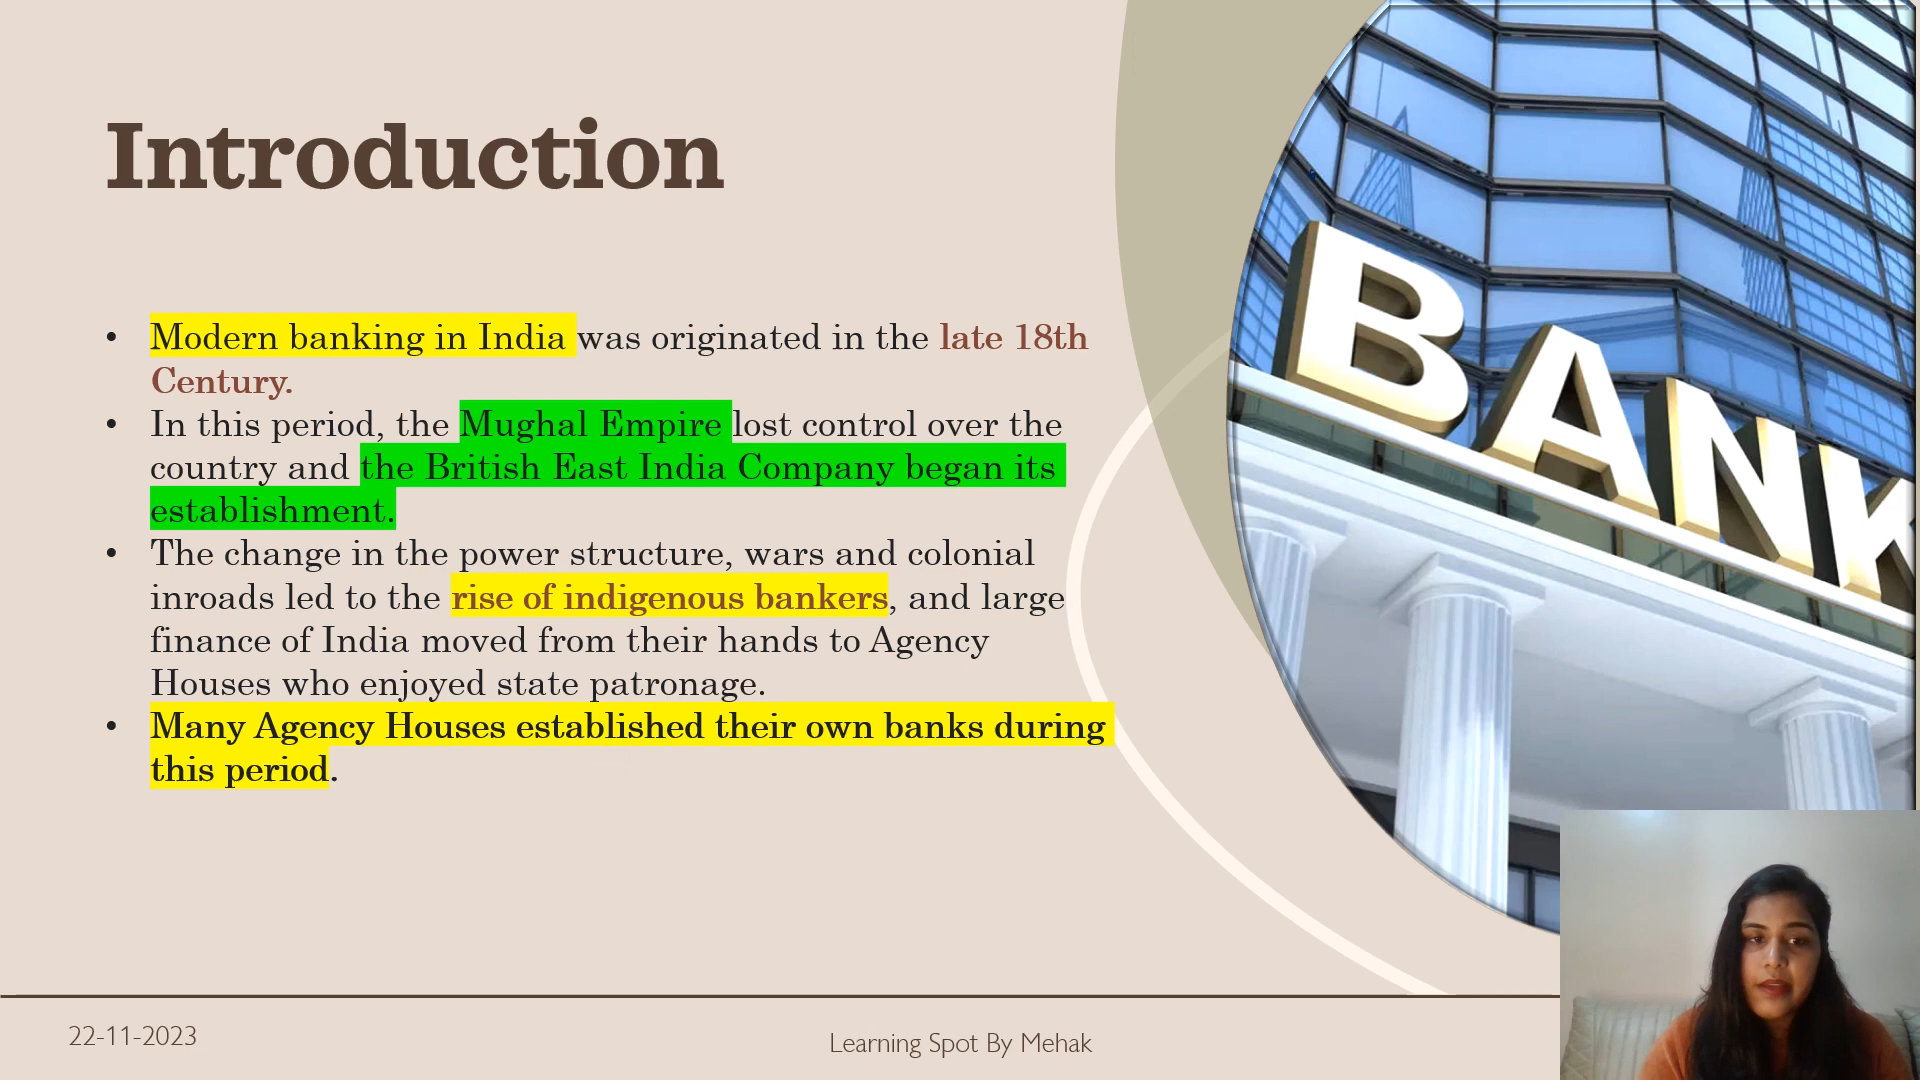 Introduction
• Modern banking in India was originated in the late 18th
Century.
• In this period, the Mughal Empire lost control over the
country and the British East India Company began its
establishment.
• The change in the power structure, wars and colonial
inroads led to the rise of indigenous bankers, and large
finance of India moved from their hands to Agency
Houses who enjoyed state patronage.
• Many Agency Houses established their own banks during
this period.
BANK
22-11-2023
Learning Spot By Mehak